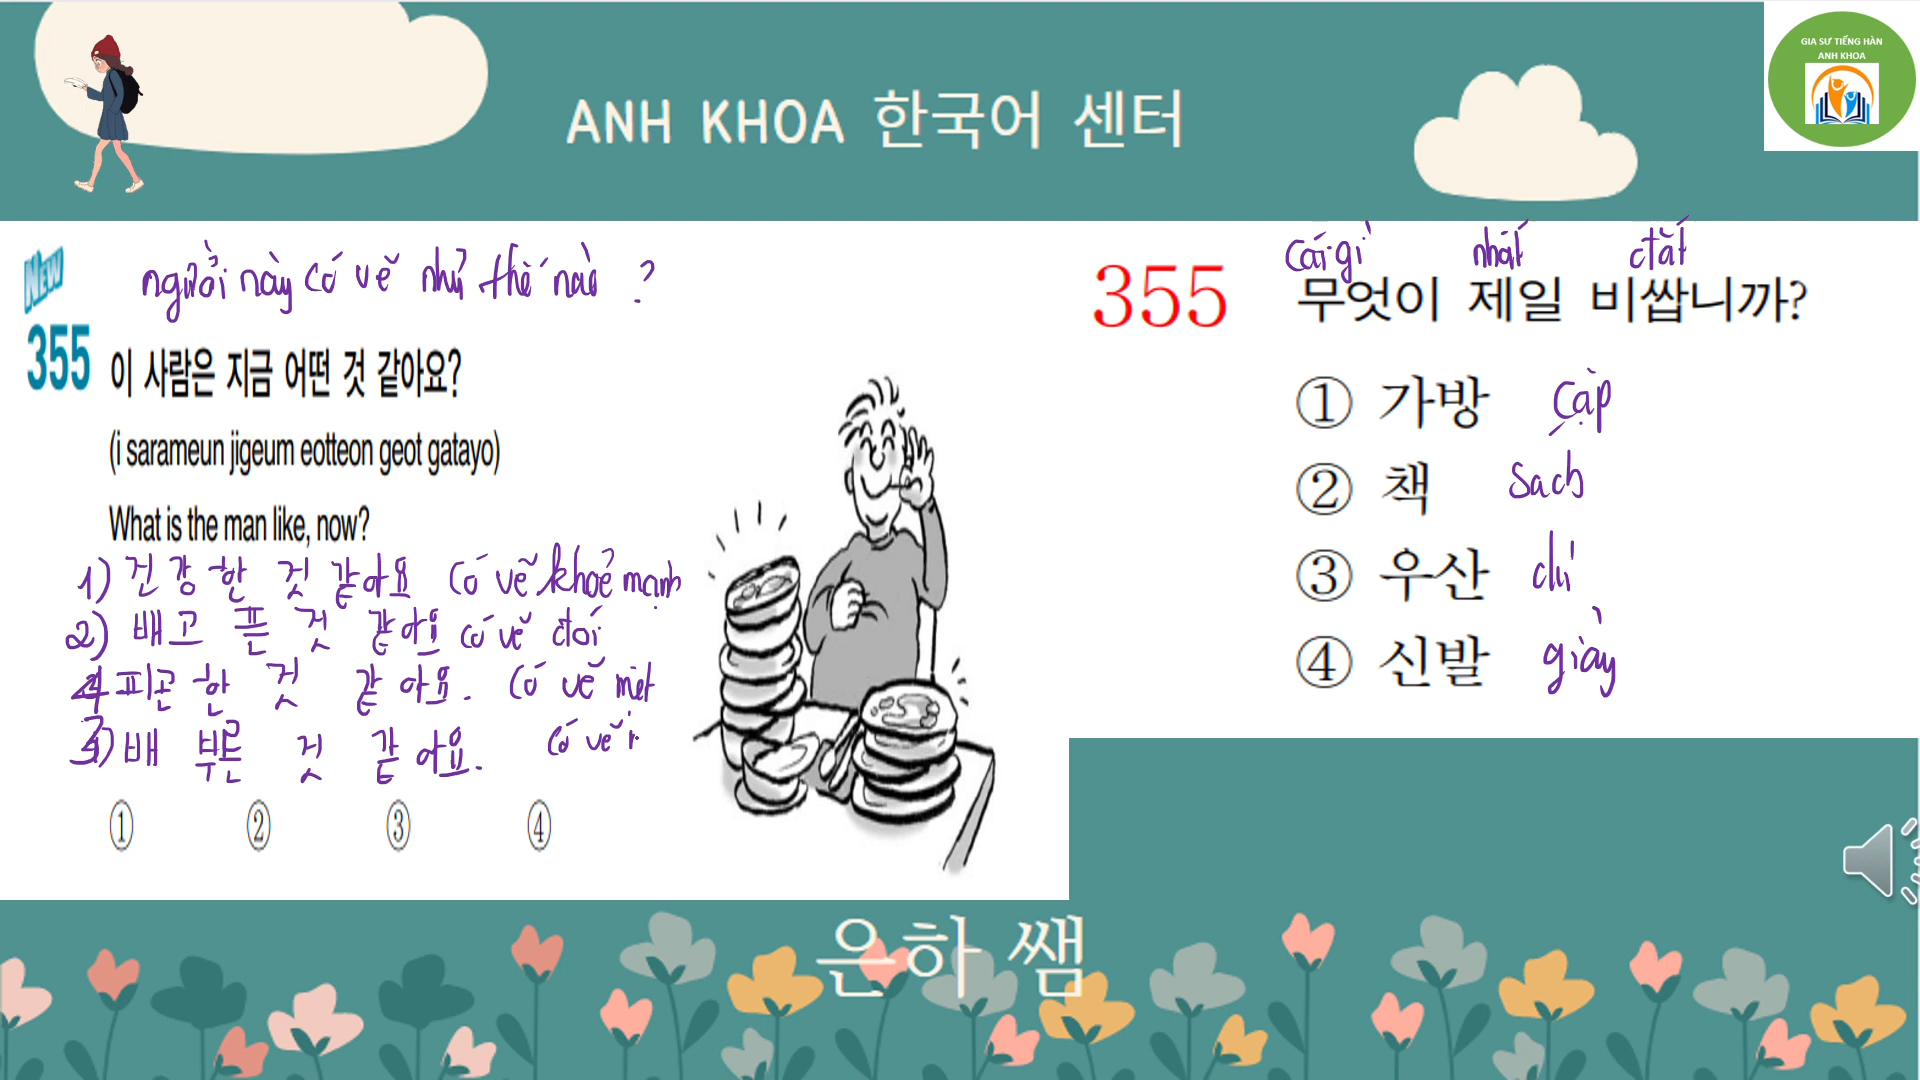 GIA SƯ TIẾNG HÀN
ANH KHOA
ANH KHOA 한국어 센터
NEW
người này có vẻ như thế nào ?
355 이 사람은 지금 어떤 것 같아요?
(i sarameun jigeum eotteon geot gatayo)
What is the man like, now?
1) 건강한 것 같아요 có vẻ khoẻ mạnh
2) 배고픈 것 같아요 có vẻ đói
4 피곤한 것 같아요. có vẻ mệt
3) 배 부른 것 같아요. có vẻ
① ② ③ ④
cái gì nhất đắt
355 무엇이 제일 비쌉니까?
① 가방 cặp
② 책 sach
③ 우산
④ 신발 giày
은하 쌤